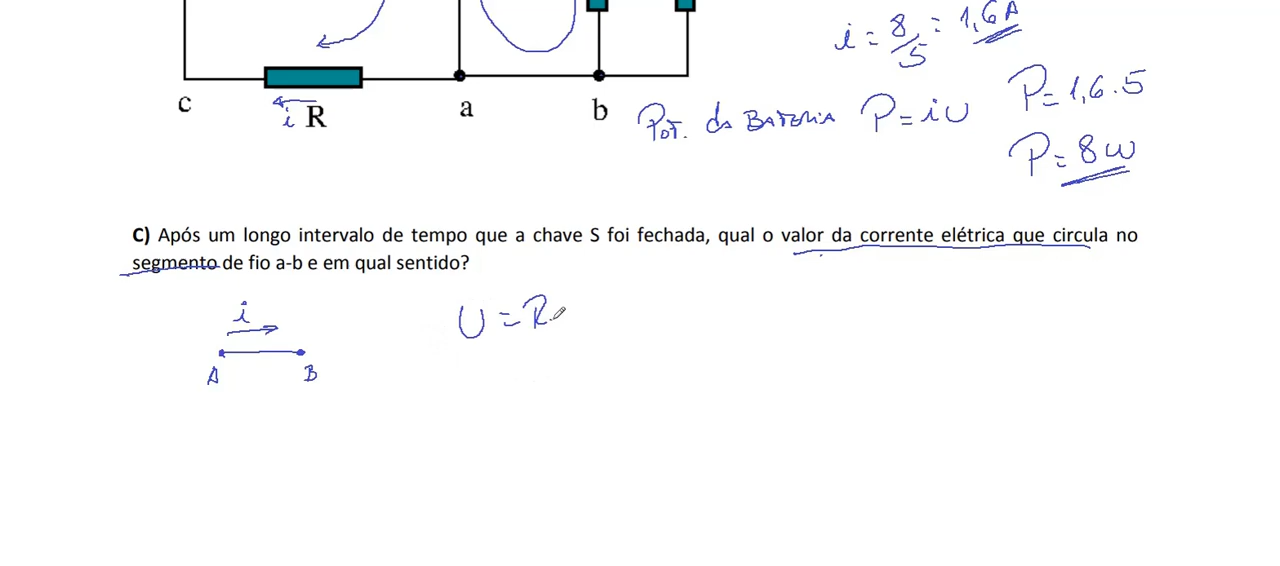 i = 8/5 = 1,6A
c
i R
a
b
POT. da BATERIA P = iU
P = 1,6 . 5
P = 8w
C) Após um longo intervalo de tempo que a chave S foi fechada, qual o valor da corrente elétrica que circula no
segmento de fio a-b e em qual sentido?
i
A B
U = R.